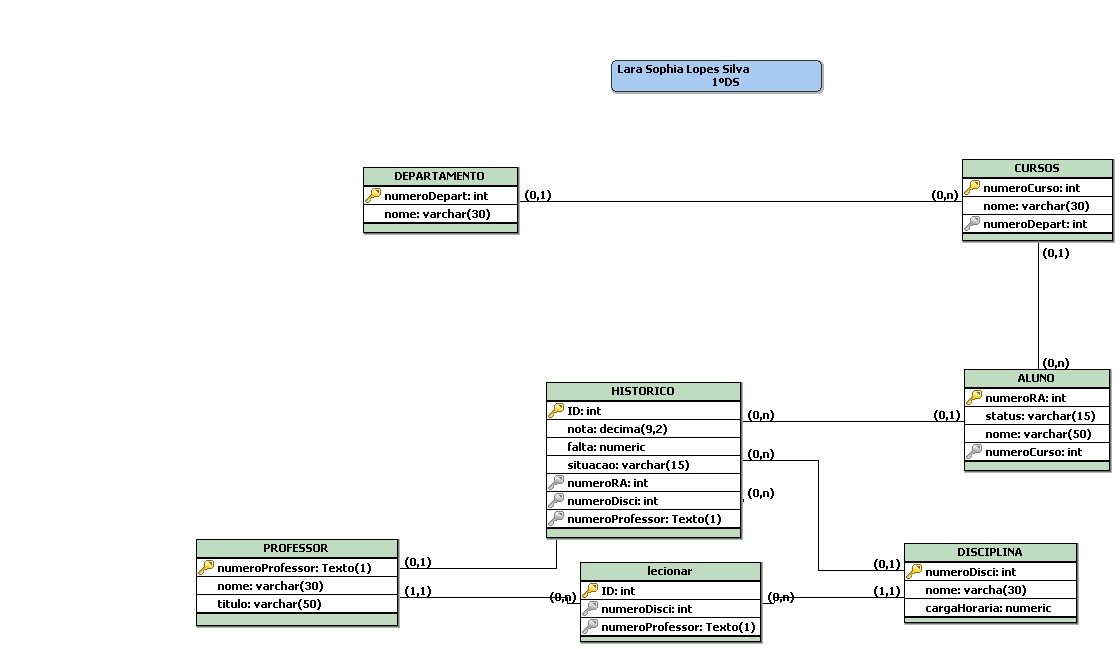 Lara Sophia Lopes Silva
1ºDS
DEPARTAMENTO
numeroDepart: int
nome: varchar(30)
(0,1)
(0,n)
CURSOS
numeroCurso: int
nome: varchar(30)
numeroDepart: int
(0,1)
(0,n)
ALUNO
numeroRA: int
status: varchar(15)
nome: varchar(50)
numeroCurso: int
HISTORICO
ID: int
nota: decima(9,2)
falta: numeric
situacao: varchar(15)
numeroRA: int
numeroDisci: int
numeroProfessor: Texto(1)
(0,n)
(0,1)
(0,n)
(0,n)
PROFESSOR
numeroProfessor: Texto(1)
nome: varchar(30)
titulo: varchar(50)
(0,1)
(1,1)
(0,n)
lecionar
ID: int
numeroDisci: int
numeroProfessor: Texto(1)
(0,n)
(0,1)
(1,1)
DISCIPLINA
numeroDisci: int
nome: varcha(30)
cargaHoraria: numeric